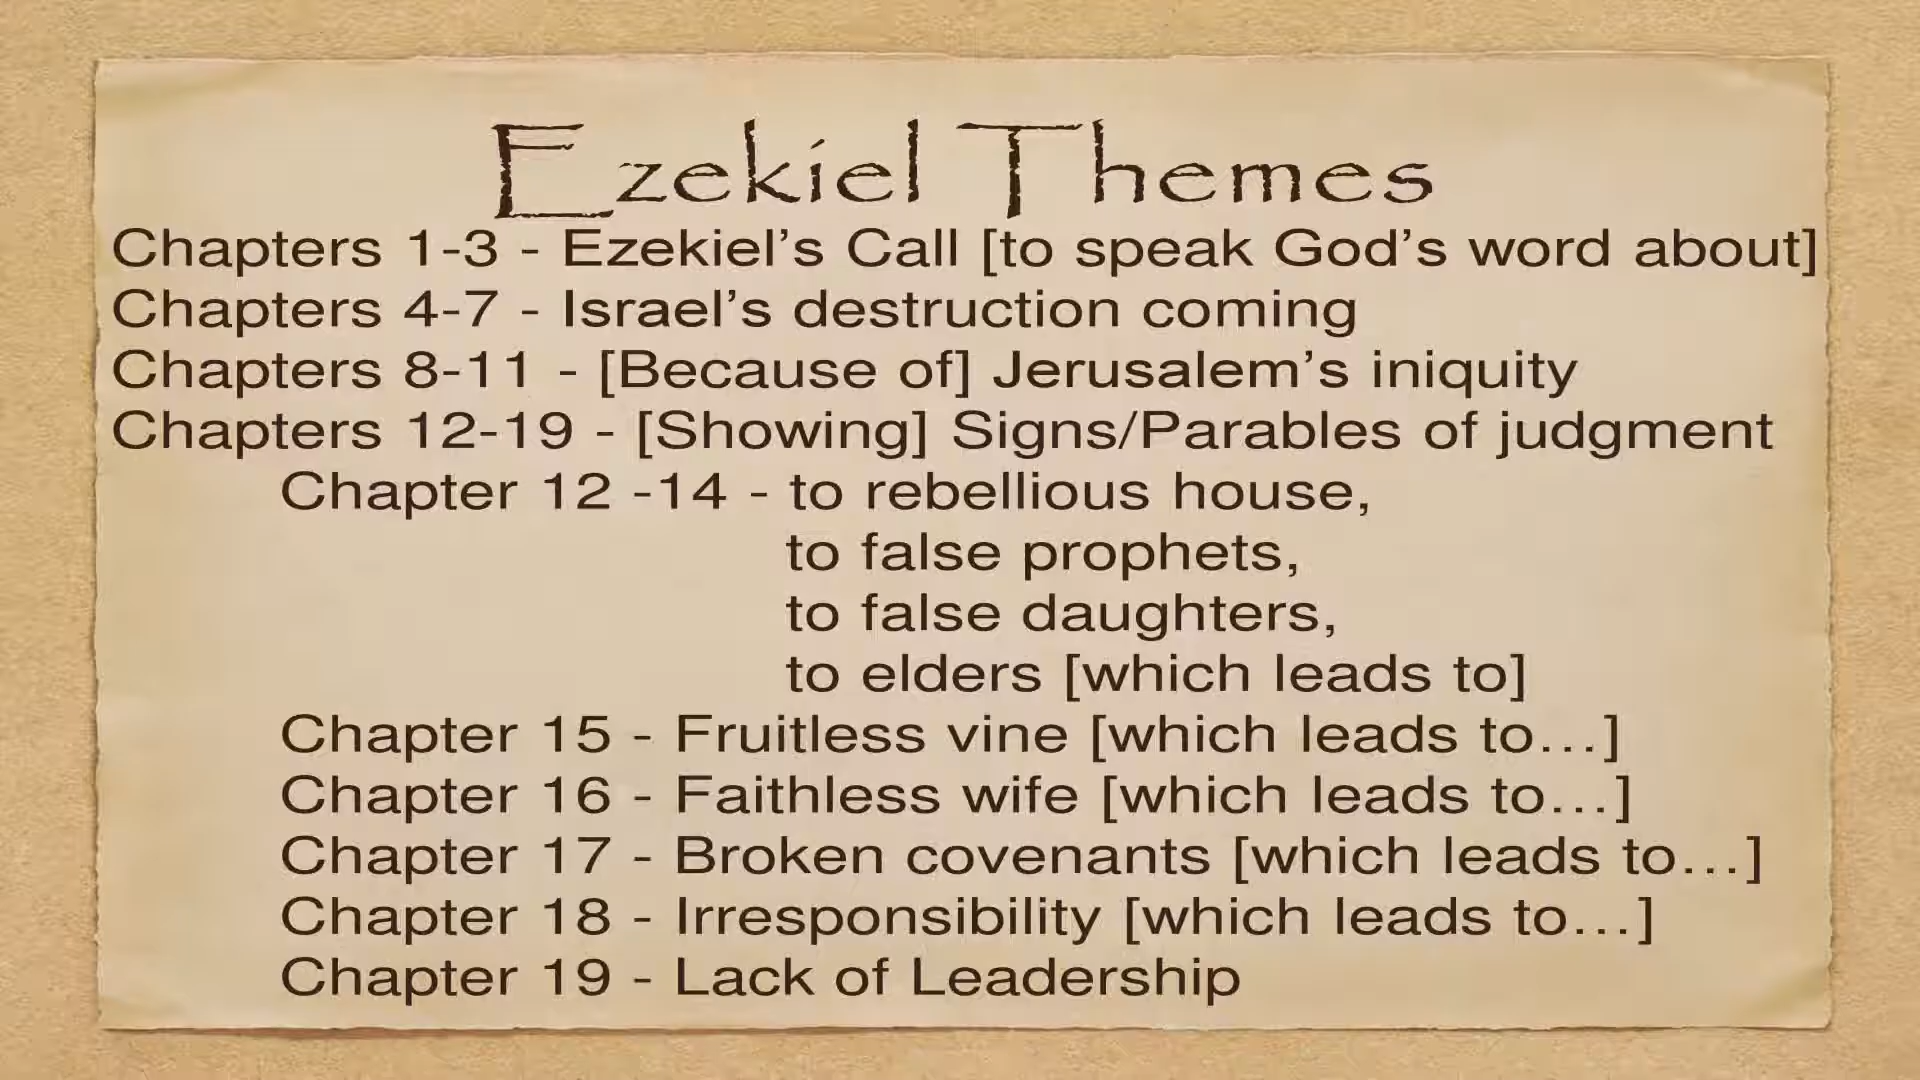 Ezekiel Themes
Chapters 1-3 - Ezekiel’s Call [to speak God’s word about]
Chapters 4-7 - Israel’s destruction coming
Chapters 8-11 - [Because of] Jerusalem’s iniquity
Chapters 12-19 - [Showing] Signs/Parables of judgment
Chapter 12 -14 - to rebellious house,
to false prophets,
to false daughters,
to elders [which leads to]
Chapter 15 - Fruitless vine [which leads to…]
Chapter 16 - Faithless wife [which leads to…]
Chapter 17 - Broken covenants [which leads to…]
Chapter 18 - Irresponsibility [which leads to…]
Chapter 19 - Lack of Leadership